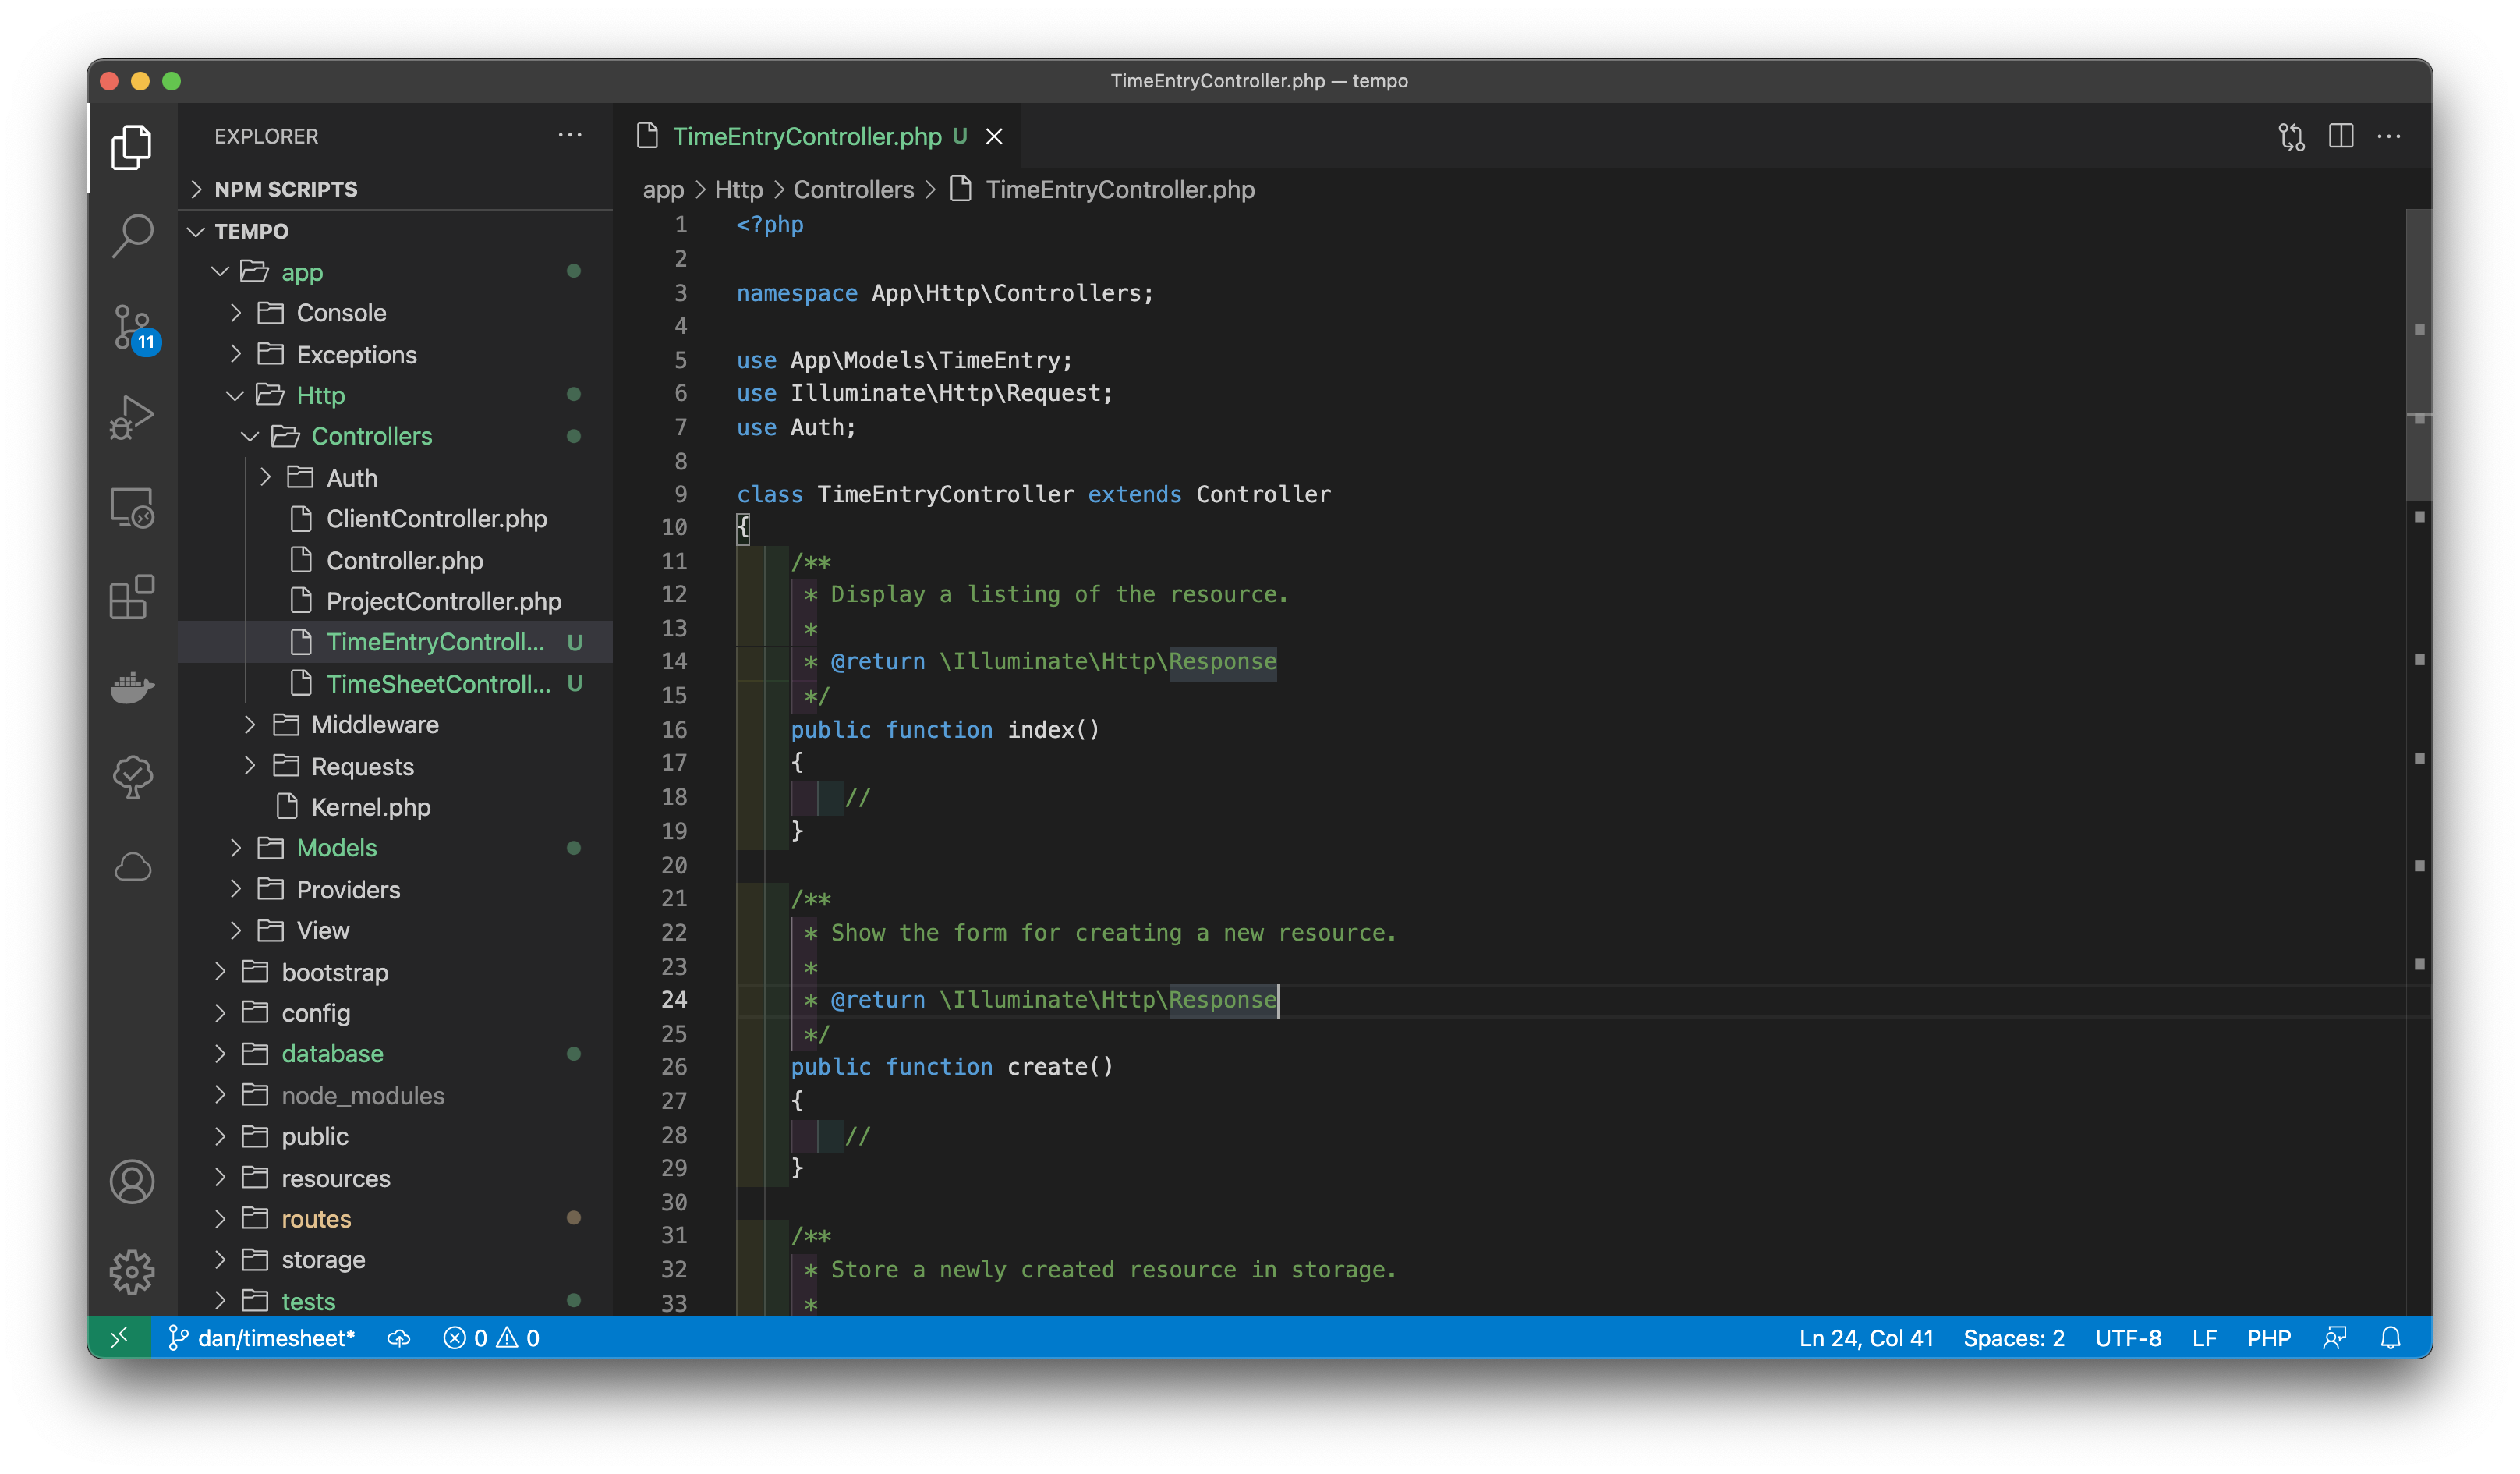 TimeEntryController.php — tempo
EXPLORER
NPM SCRIPTS
TEMPO
app
Console
Exceptions
Http
Controllers
Auth
ClientController.php
Controller.php
ProjectController.php
TimeEntryControll... U
TimeSheetControll... U
Middleware
Requests
Kernel.php
Models
Providers
View
bootstrap
config
database
node_modules
public
resources
routes
storage
tests
11
TimeEntryController.php U
app > Http > Controllers > TimeEntryController.php
1 <?php
2
3 namespace App\Http\Controllers;
4
5 use App\Models\TimeEntry;
6 use Illuminate\Http\Request;
7 use Auth;
8
9 class TimeEntryController extends Controller
10 {
11 /**
12 * Display a listing of the resource.
13 *
14 * @return \Illuminate\Http\Response
15 */
16 public function index()
17 {
18 //
19 }
20
21 /**
22 * Show the form for creating a new resource.
23 *
24 * @return \Illuminate\Http\Response
25 */
26 public function create()
27 {
28 //
29 }
30
31 /**
32 * Store a newly created resource in storage.
33 *
dan/timesheet* 0 0 Ln 24, Col 41 Spaces: 2 UTF-8 LF PHP